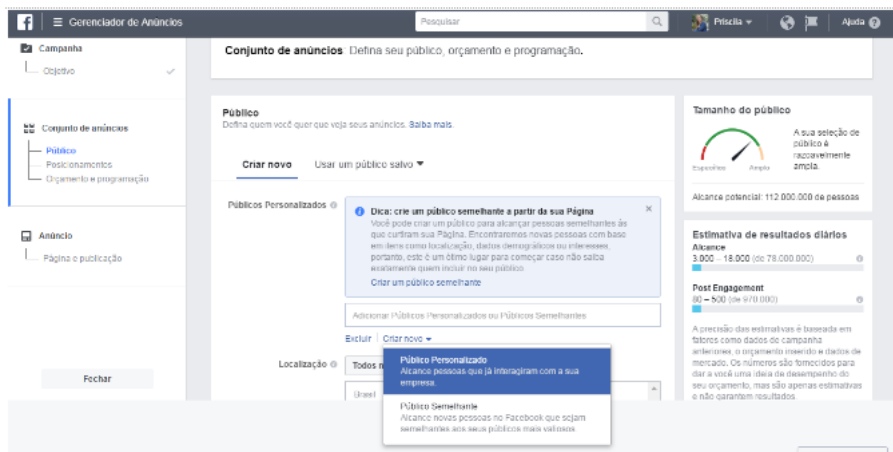 f
Gerenciador de Anúncios
Pesquisar
Priscila
Ajuda
Campanha
Objetivo
Conjunto de anúncios
Público
Posicionamentos
Orçamento e programação
Anúncio
Página e publicação
Fechar
Conjunto de anúncios: Defina seu público, orçamento e programação.
Público
Defina quem você quer que veja seus anúncios. Saiba mais.
Criar novo
Usar um público salvo
Públicos Personalizados
Dica: crie um público semelhante a partir da sua Página
Você pode criar um público para alcançar pessoas semelhantes às
que curtiram sua Página. Encontraremos novas pessoas com base
em itens como localização, dados demográficos ou interesses,
portanto, este é um ótimo lugar para começar caso não saiba
exatamente quem incluir no seu público.
Criar um público semelhante
Adicionar Públicos Personalizados ou Públicos Semelhantes
Excluir | Criar novo
Público Personalizado
Alcance pessoas que já interagiram com a sua
empresa.
Público Semelhante
Alcance novas pessoas no Facebook que sejam
semelhantes aos seus públicos mais valiosos.
Localização
Todos n
Brasil
Tamanho do público
Específico
Amplo
A sua seleção de
público é
razoavelmente
ampla.
Alcance potencial: 112.000.000 de pessoas
Estimativa de resultados diários
Alcance
3.000 – 18.000 (de 78.000.000)
Post Engagement
80 – 500 (de 970.000)
A precisão das estimativas é baseada em
fatores como dados de campanha
anteriores, o orçamento inserido e dados de
mercado. Os números são fornecidos para
dar a você uma ideia de desempenho do
seu orçamento, mas são apenas estimativas
e não garantem resultados.